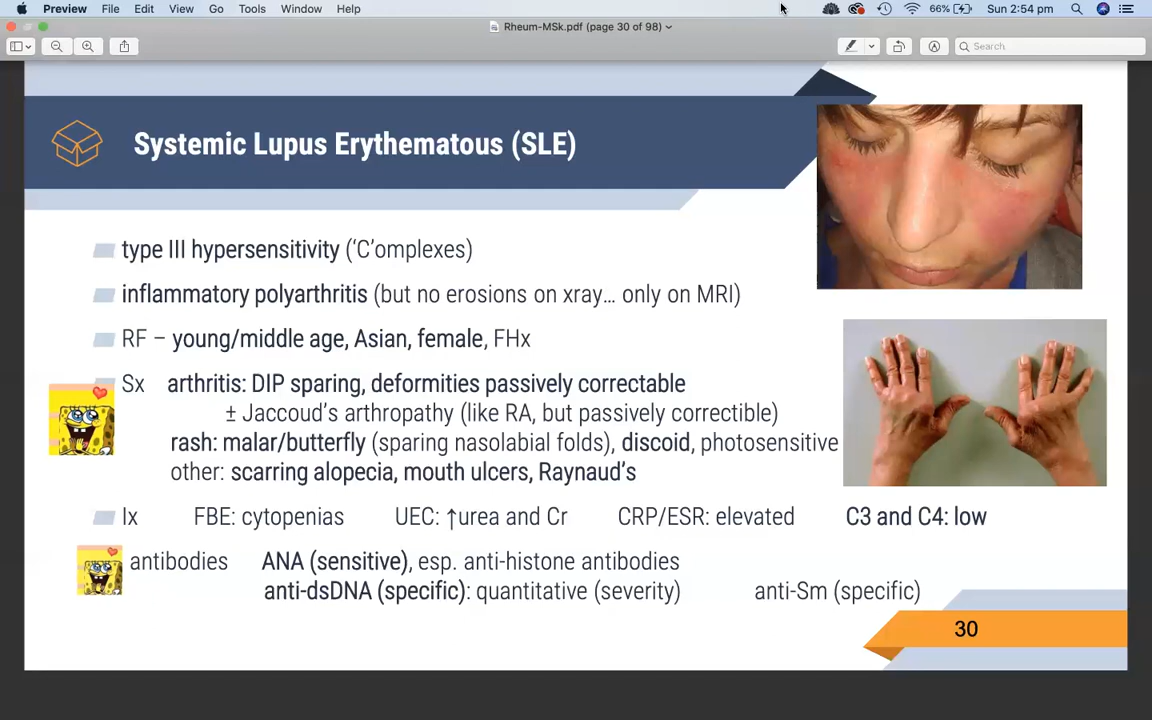 Preview File Edit View Go Tools Window Help 66% Sun 2:54 pm
Rheum-MSk.pdf (page 30 of 98)
Search
Systemic Lupus Erythematous (SLE)
type III hypersensitivity (‘C’omplexes)
inflammatory polyarthritis (but no erosions on xray… only on MRI)
RF – young/middle age, Asian, female, FHx
Sx arthritis: DIP sparing, deformities passively correctable
± Jaccoud’s arthropathy (like RA, but passively correctible)
rash: malar/butterfly (sparing nasolabial folds), discoid, photosensitive
other: scarring alopecia, mouth ulcers, Raynaud’s
Ix FBE: cytopenias UEC: ↑urea and Cr CRP/ESR: elevated C3 and C4: low
antibodies ANA (sensitive), esp. anti-histone antibodies
anti-dsDNA (specific): quantitative (severity) anti-Sm (specific)
30